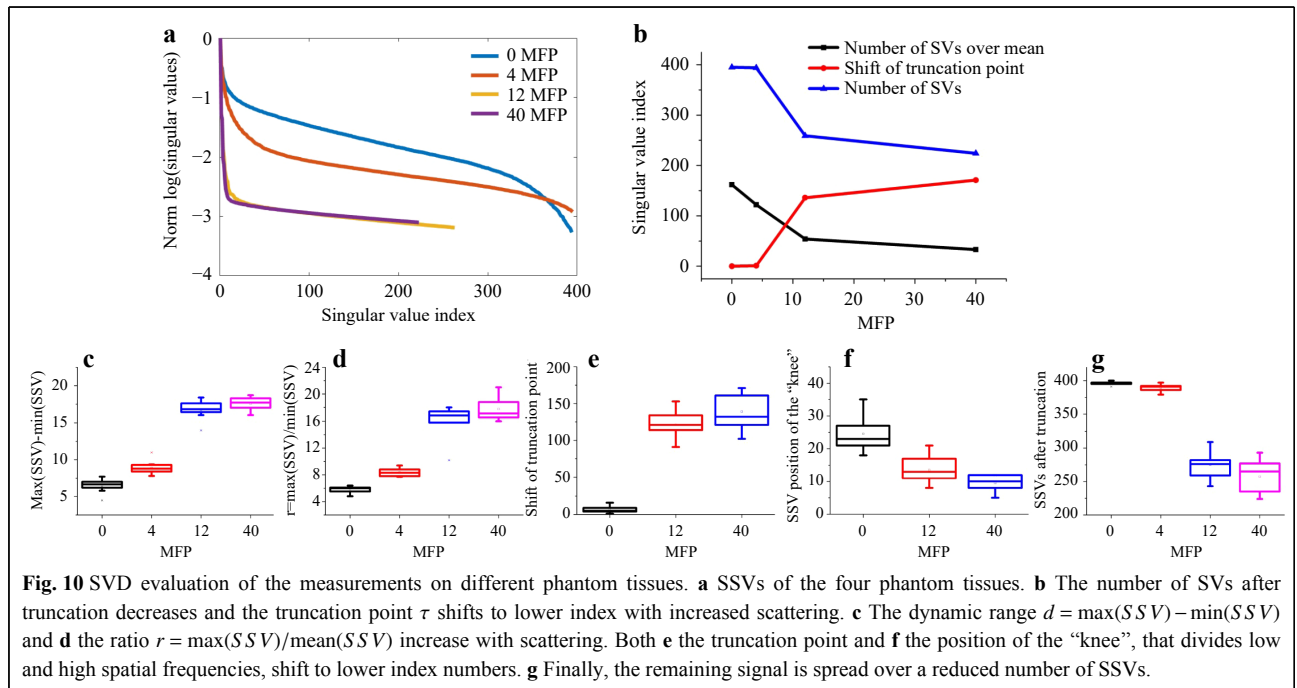 a
0
−1
−2
−3
−4
Norm log(singular values)
0 MFP
4 MFP
12 MFP
40 MFP
0
100
200
300
400
Singular value index
b
Number of SVs over mean
Shift of truncation point
Number of SVs
400
300
200
100
0
Singular value index
0
10
20
30
40
MFP
c
20
15
10
5
Max(SSV)-min(SSV)
0
4
12
40
MFP
d
24
20
16
12
8
4
r=max(SSV)/min(SSV)
0
4
12
40
MFP
e
200
150
100
50
0
Shift of truncation point
0
12
40
MFP
f
40
30
20
10
0
SSV position of the “knee”
0
12
40
MFP
g
400
350
300
250
200
SSVs after truncation
0
4
12
40
MFP
Fig. 10 SVD evaluation of the measurements on different phantom tissues. a SSVs of the four phantom tissues. b The number of SVs after
truncation decreases and the truncation point τ shifts to lower index with increased scattering. c The dynamic range d = max(SSV) − min(SSV)
and d the ratio r = max(SSV)/mean(SSV) increase with scattering. Both e the truncation point and f the position of the “knee”, that divides low
and high spatial frequencies, shift to lower index numbers. g Finally, the remaining signal is spread over a reduced number of SSVs.